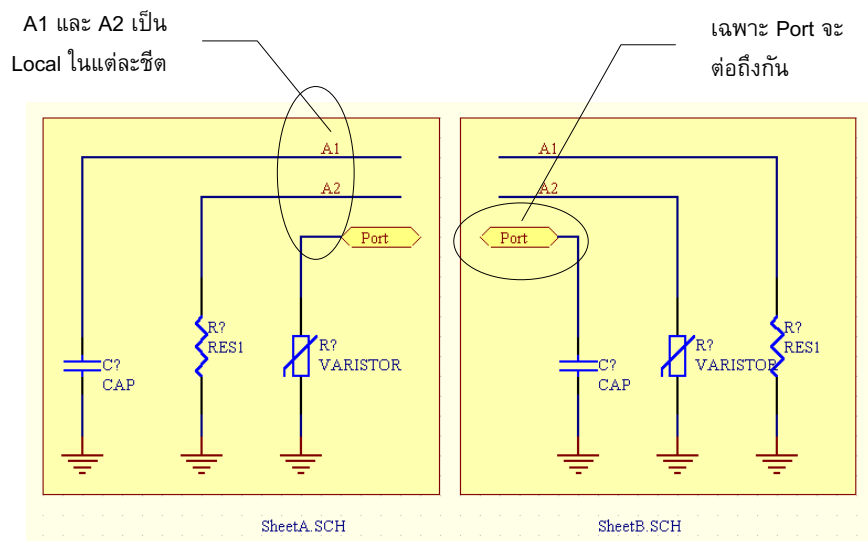 A1 และ A2 เป็น
Local ในแต่ละชีต
เฉพาะ Port จะ
ต่อถึงกัน
A1
A2
Port
R?
RES1
R?
VARISTOR
C?
CAP
A1
A2
Port
R?
RES1
R?
VARISTOR
C?
CAP
SheetA.SCH
SheetB.SCH